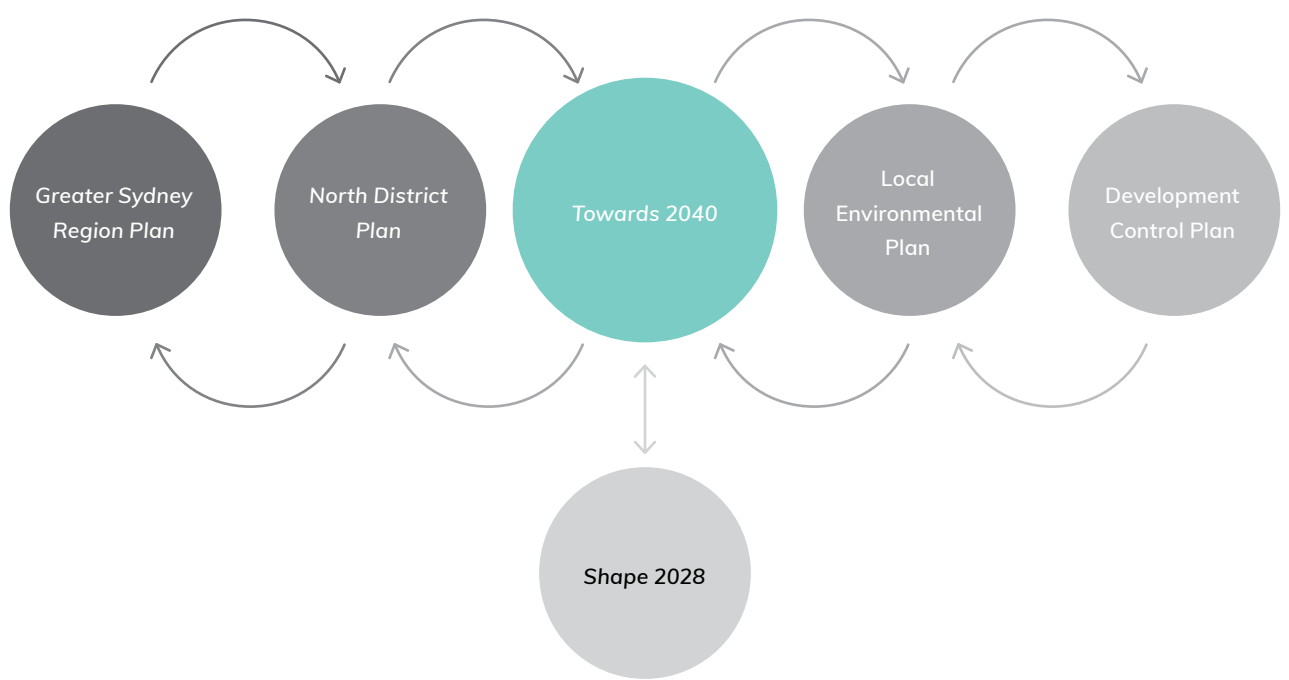 Greater Sydney
Region Plan
North District
Plan
Towards 2040
Local
Environmental
Plan
Development
Control Plan
Shape 2028